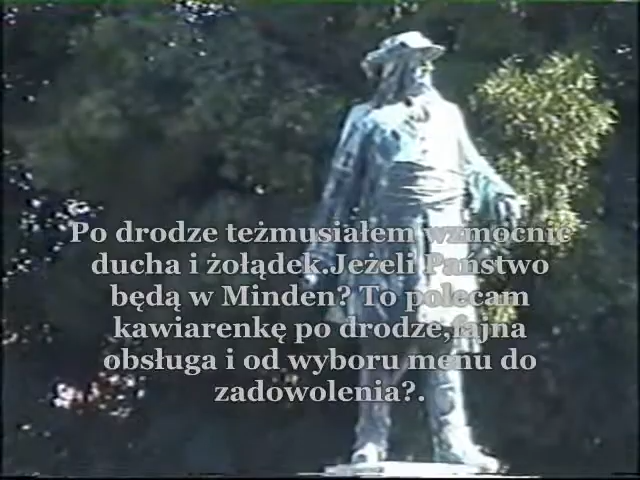 Po drodze teżmusiałem wzmocnić
ducha i żołądek.Jeżeli Państwo
będą w Minden? To polecam
kawiarenkę po drodze,fajna
obsługa i od wyboru menu do
zadowolenia?.